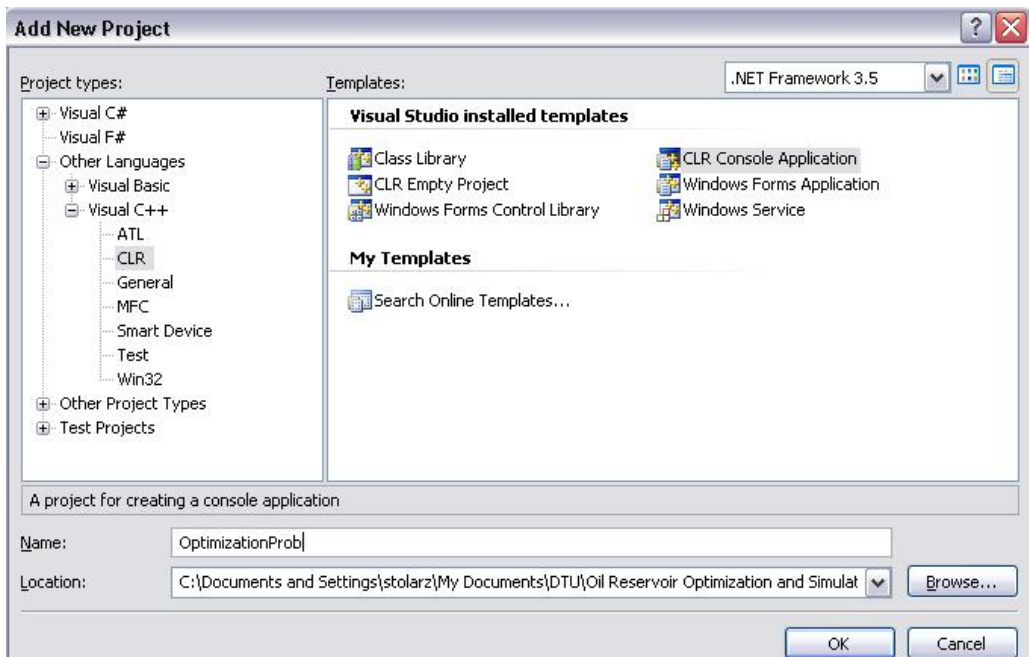 Add New Project
Project types:
Templates:
.NET Framework 3.5
Visual C#
Visual F#
Other Languages
Visual Basic
Visual C++
ATL
CLR
General
MFC
Smart Device
Test
Win32
Other Project Types
Test Projects
Visual Studio installed templates
Class Library
CLR Console Application
CLR Empty Project
Windows Forms Application
Windows Forms Control Library
Windows Service
My Templates
Search Online Templates...
A project for creating a console application
Name:
OptimizationProb
Location:
C:\Documents and Settings\stolarz\My Documents\DTU\Oil Reservoir Optimization and Simulat
Browse...
OK
Cancel